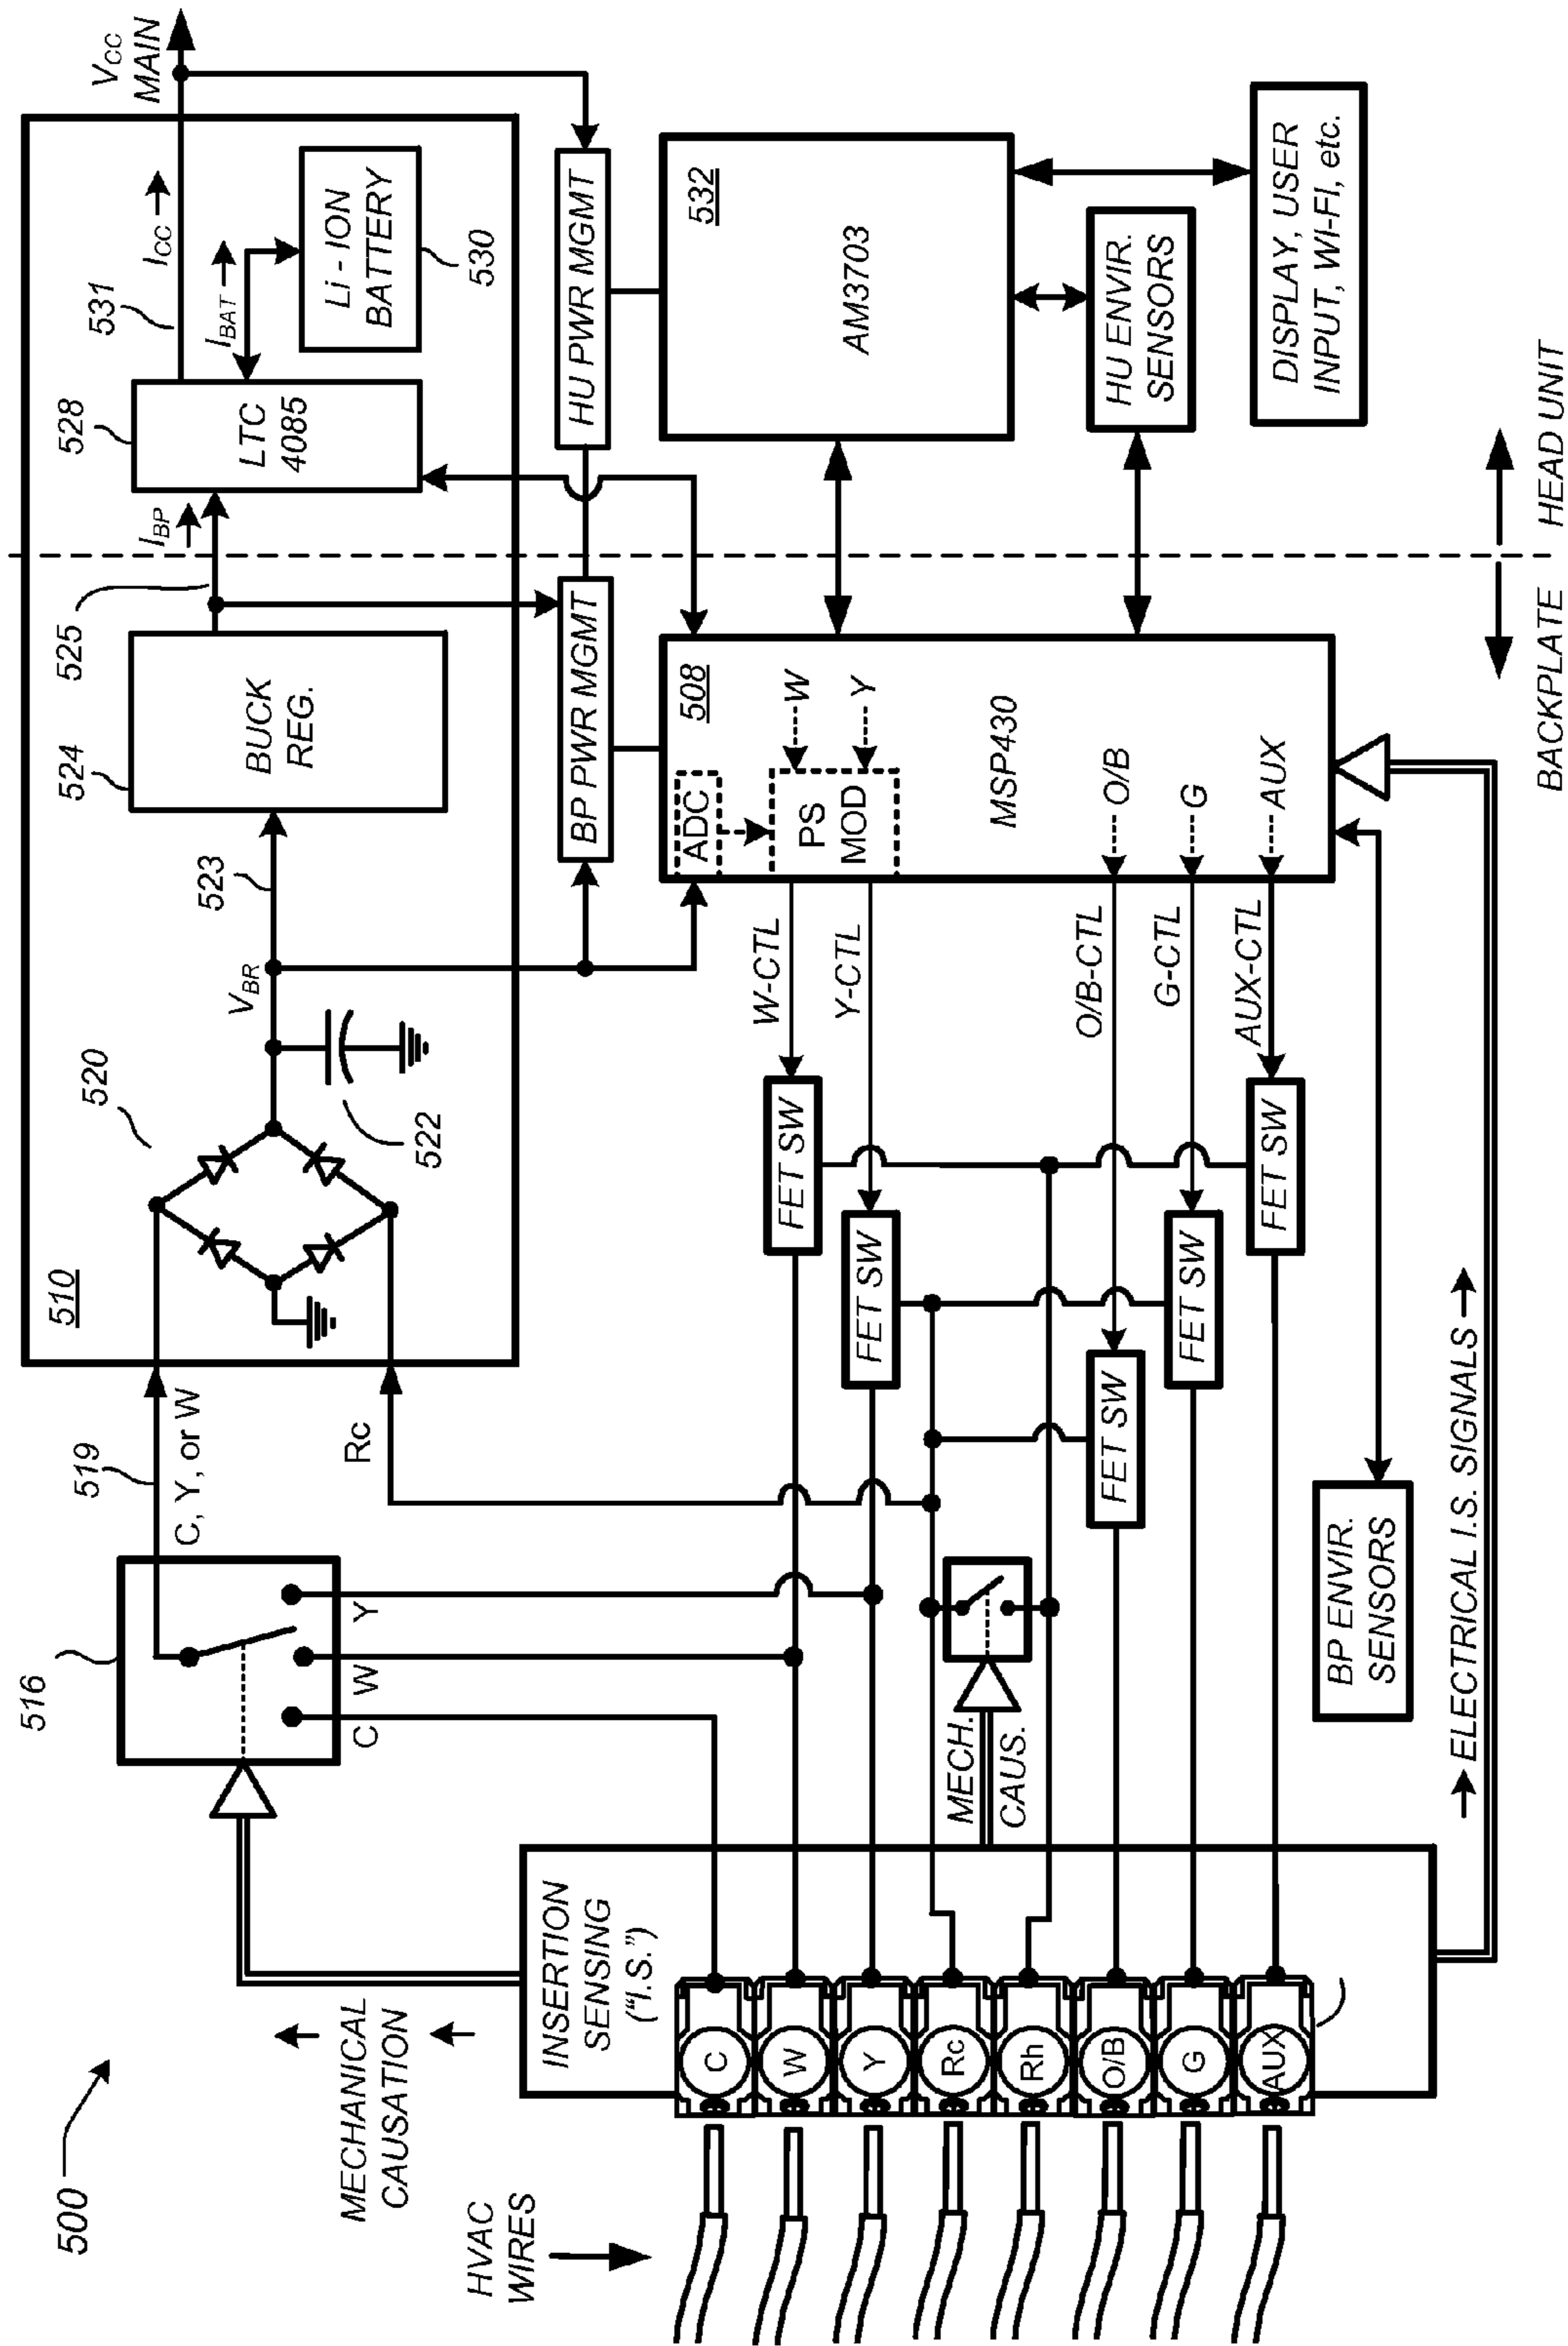 500
MECHANICAL
CAUSATION
HVAC
WIRES
INSERTION
SENSING
("I.S.")
C
W
Y
Rc
Rh
O/B
G
AUX
516
C
W
Y
519
C, Y, or W
Rc
MECH.
CAUS.
510
520
522
VBR
523
524
BUCK
REG.
525
IBP
528
LTC
4085
531
ICC
IBAT
Li - ION
BATTERY
530
VCC
MAIN
BP PWR MGMT
HU PWR MGMT
FET SW
FET SW
FET SW
FET SW
FET SW
W-CTL
Y-CTL
O/B-CTL
G-CTL
AUX-CTL
508
ADC
PS
MOD
W
Y
MSP430
O/B
G
AUX
532
AM3703
HU ENVIR.
SENSORS
DISPLAY, USER
INPUT, WI-FI, etc.
BP ENVIR.
SENSORS
ELECTRICAL I.S. SIGNALS
BACKPLATE
HEAD UNIT